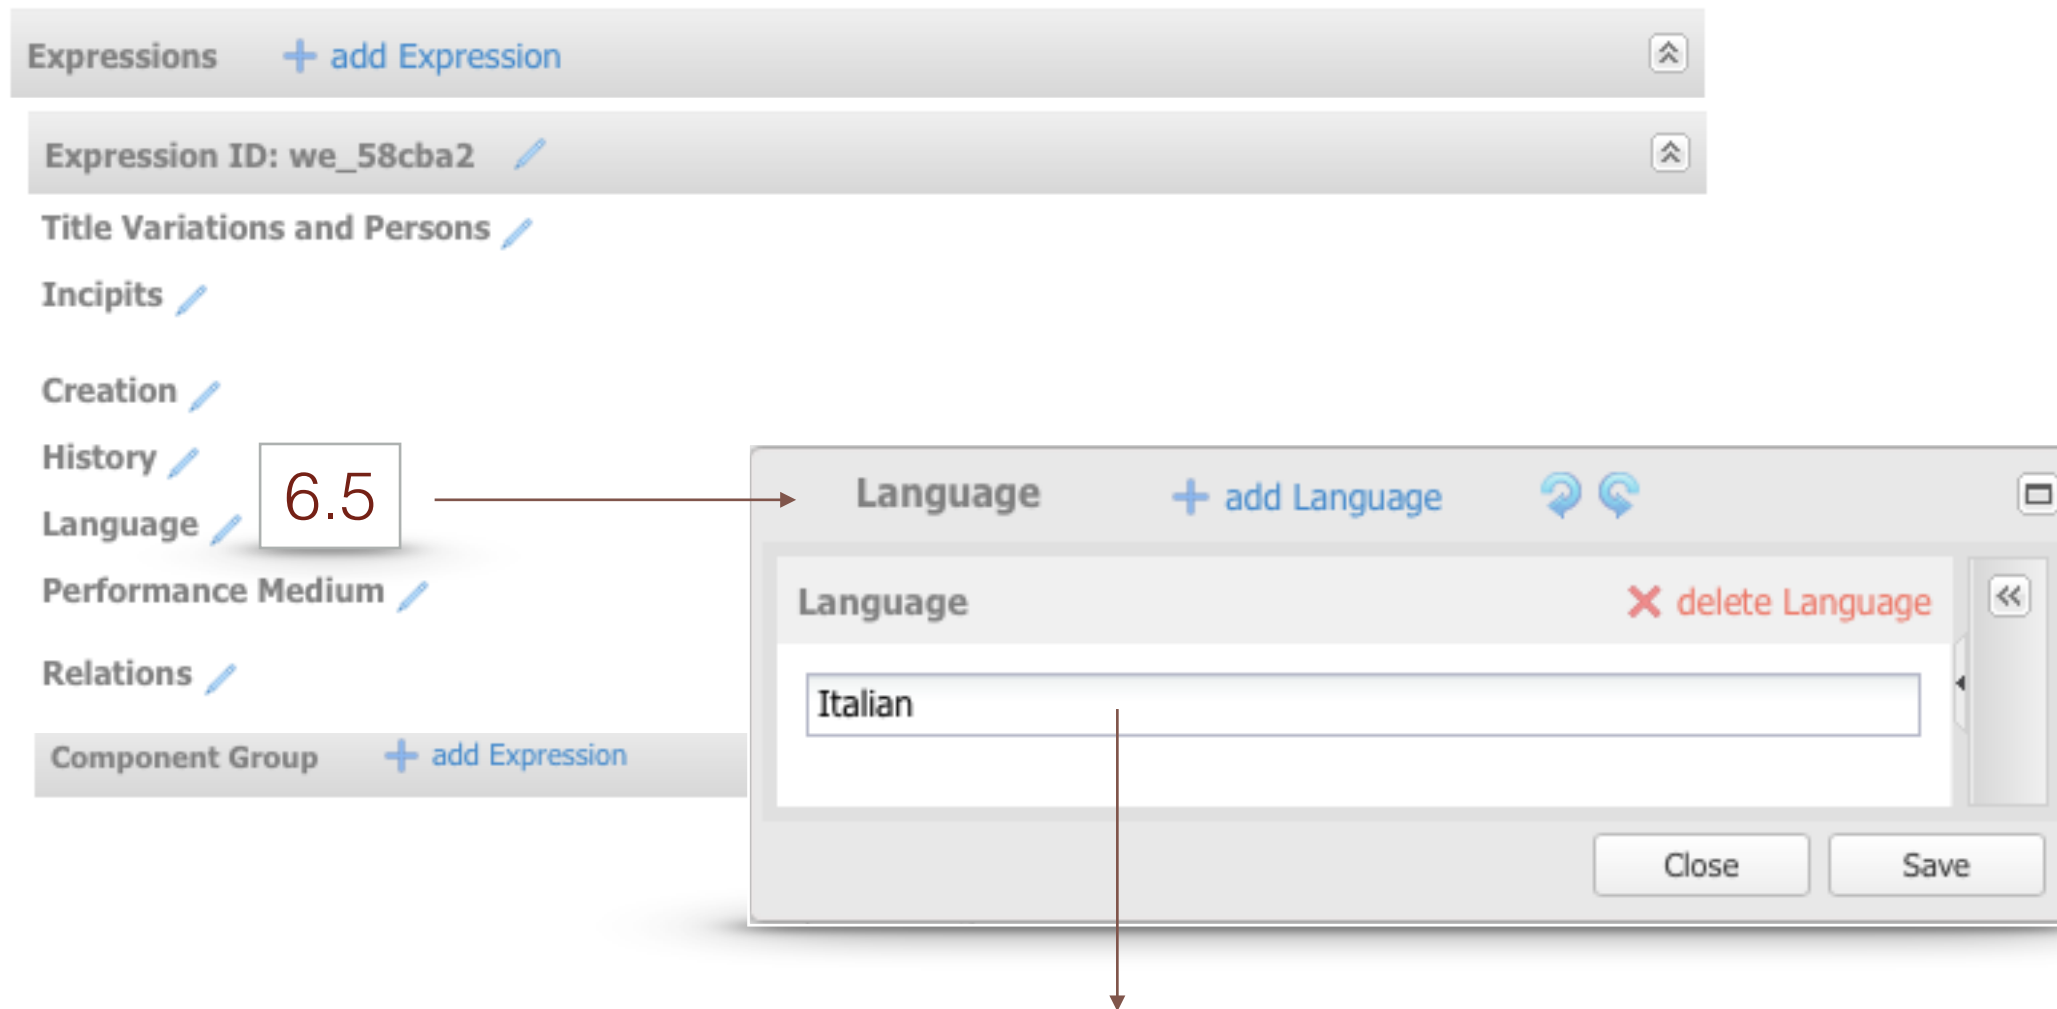 Expressions add Expression
Expression ID: we_58cba2
Title Variations and Persons
Incipits
Creation
History
6.5
Language
Performance Medium
Relations
Component Group add Expression
Language add Language
Language delete Language
Italian
Close Save